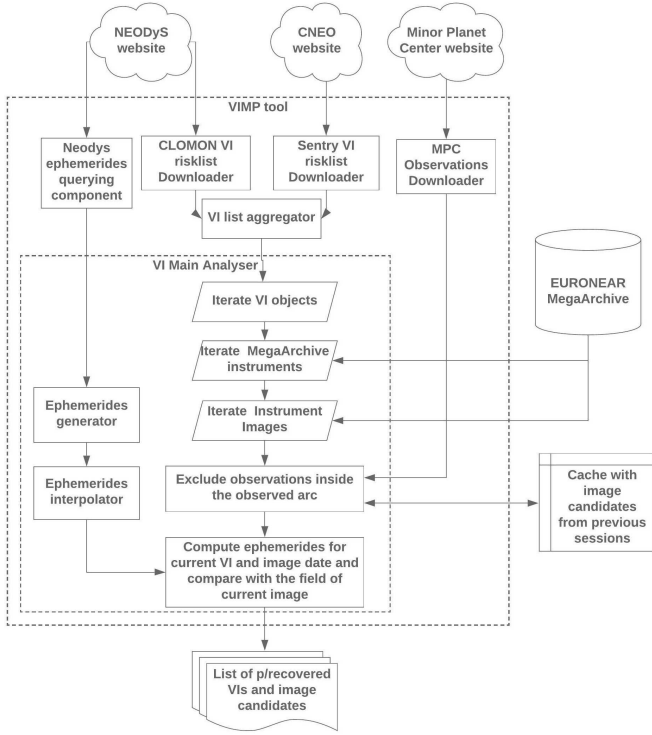 NEODyS
website
CNEO
website
Minor Planet
Center website
VIMP tool
Neodys
ephemerides
querying
component
CLOMON VI
risklist
Downloader
Sentry VI
risklist
Downloader
MPC
Observations
Downloader
VI list aggregator
VI Main Analyser
EURONEAR
MegaArchive
Iterate VI objects
Iterate MegaArchive
instruments
Iterate Instrument
Images
Ephemerides
generator
Ephemerides
interpolator
Exclude observations inside
the observed arc
Cache with
image
candidates
from previous
sessions
Compute ephemerides for
current VI and image date and
compare with the field of
current image
List of p/recovered
VIs and image
candidates